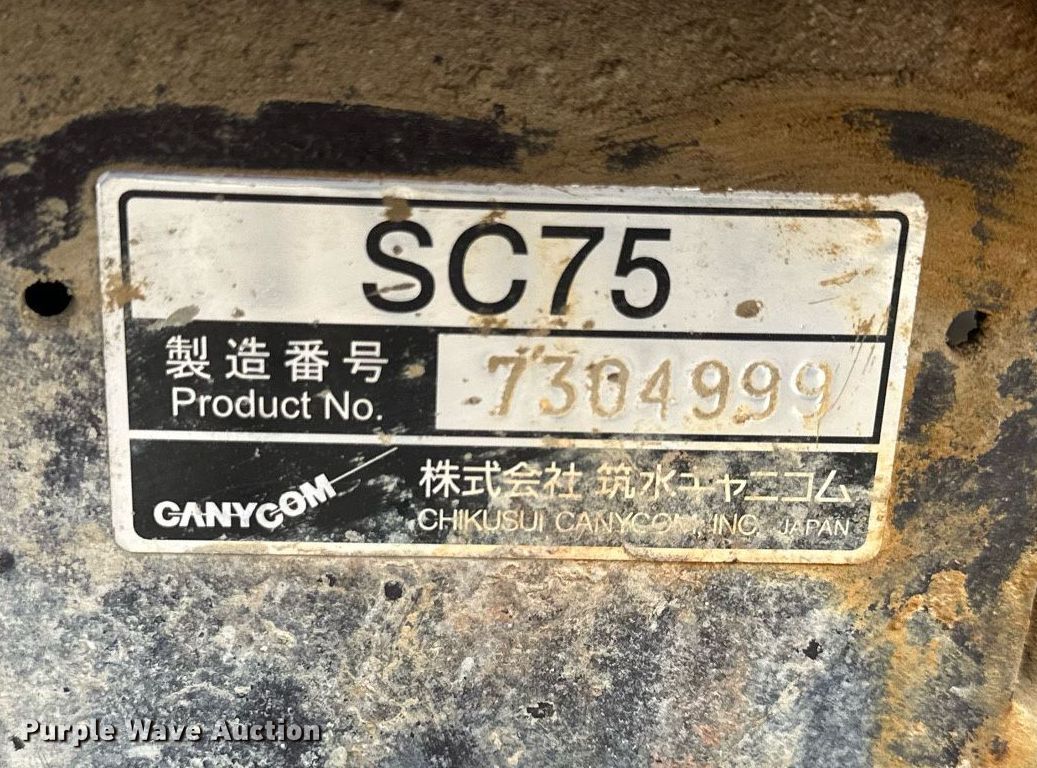 SC75
製造番号
Product No.
7304999
CANYCOM
株式会社 筑水キャニコム
CHIKUSUI CANYCOM, INC. JAPAN
Purple Wave Auction